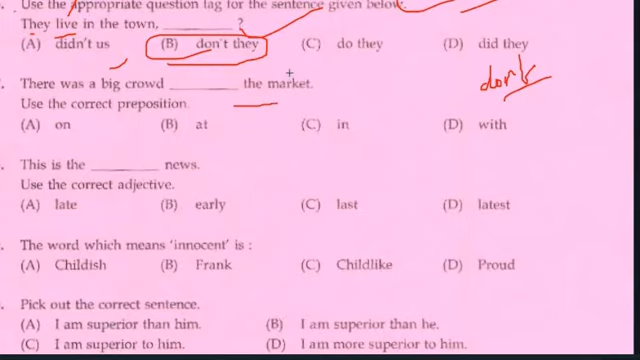 Use the Appropriate question tag for the sentence given below.
They live in the town, ________ ?
(A) didn't us (B) don't they (C) do they (D) did they
There was a big crowd ________ the market.
don't
Use the correct preposition
(A) on (B) at (C) in (D) with
This is the ________ news.
Use the correct adjective.
(A) late (B) early (C) last (D) latest
The word which means 'innocent' is :
(A) Childish (B) Frank (C) Childlike (D) Proud
Pick out the correct sentence.
(A) I am superior than him. (B) I am superior than he.
(C) I am superior to him. (D) I am more superior to him.